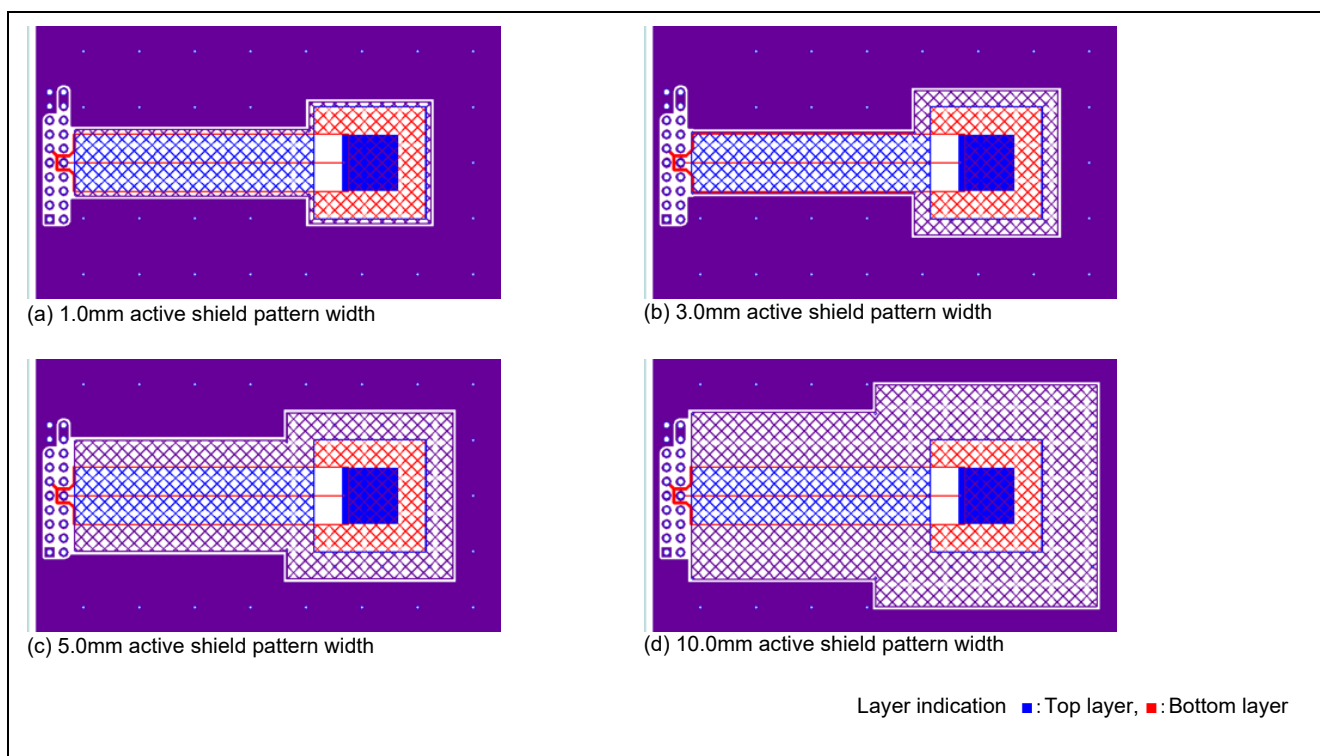 (a) 1.0mm active shield pattern width
(b) 3.0mm active shield pattern width
(c) 5.0mm active shield pattern width
(d) 10.0mm active shield pattern width
Layer indication ■: Top layer, ■: Bottom layer